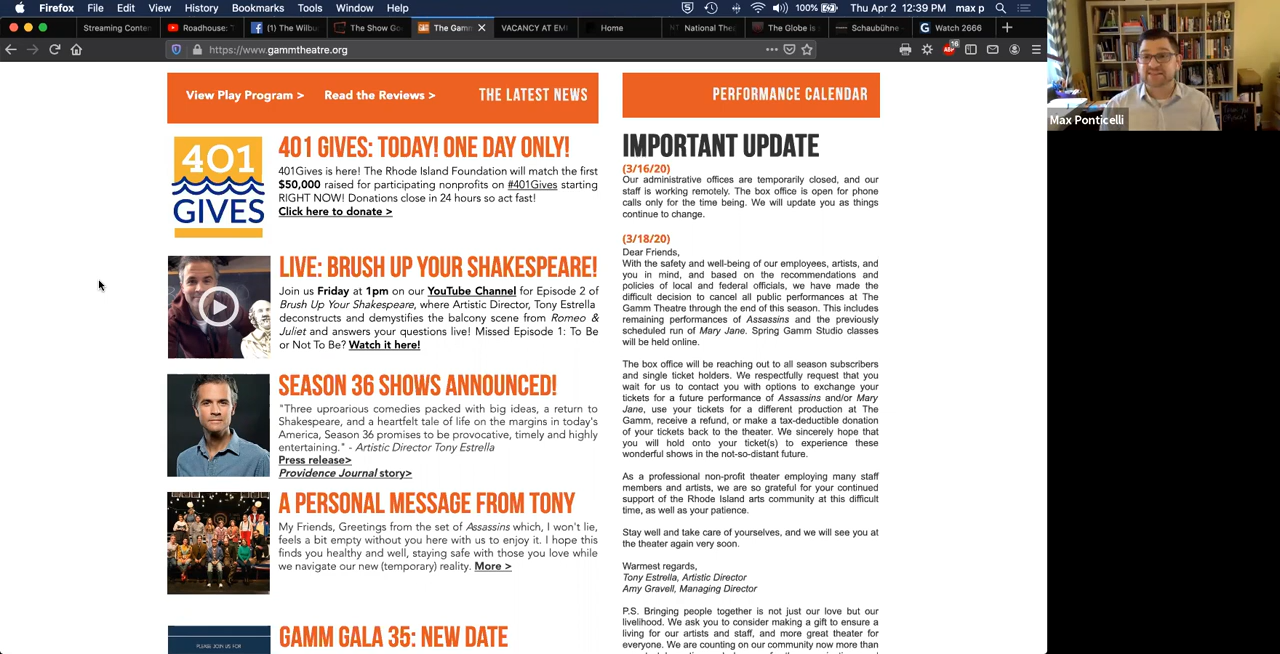 Firefox File Edit View History Bookmarks Tools Window Help 100% Thu Apr 2 12:39 PM max p
Streaming Conten Roadhouse: (1) The Wilbu The Show Go The Gamm VACANCY AT EM Home National Thea The Globe is Schaubühne Watch 2666
https://www.gammtheatre.org 16
View Play Program > Read the Reviews > THE LATEST NEWS
401 GIVES
401 GIVES: TODAY! ONE DAY ONLY!
401Gives is here! The Rhode Island Foundation will match the first
$50,000 raised for participating nonprofits on #401Gives starting
RIGHT NOW! Donations close in 24 hours so act fast!
Click here to donate >
LIVE: BRUSH UP YOUR SHAKESPEARE!
Join us Friday at 1pm on our YouTube Channel for Episode 2 of
Brush Up Your Shakespeare, where Artistic Director, Tony Estrella
deconstructs and demystifies the balcony scene from Romeo &
Juliet and answers your questions live! Missed Episode 1: To Be
or Not To Be? Watch it here!
SEASON 36 SHOWS ANNOUNCED!
"Three uproarious comedies packed with big ideas, a return to
Shakespeare, and a heartfelt tale of life on the margins in today's
America, Season 36 promises to be provocative, timely and highly
entertaining." - Artistic Director Tony Estrella
Press release>
Providence Journal story>
A PERSONAL MESSAGE FROM TONY
My Friends, Greetings from the set of Assassins which, I won't lie,
feels a bit empty without you here with us to enjoy it. I hope this
finds you healthy and well, staying safe with those you love while
we navigate our new (temporary) reality. More >
PLEASE JOIN US FOR
GAMM GALA 35: NEW DATE
PERFORMANCE CALENDAR
IMPORTANT UPDATE
(3/16/20)
Our administrative offices are temporarily closed, and our
staff is working remotely. The box office is open for phone
calls only for the time being. We will update you as things
continue to change.
(3/18/20)
Dear Friends,
With the safety and well-being of our employees, artists, and
you in mind, and based on the recommendations and
policies of local and federal officials, we have made the
difficult decision to cancel all public performances at The
Gamm Theatre through the end of this season. This includes
remaining performances of Assassins and the previously
scheduled run of Mary Jane. Spring Gamm Studio classes
will be held online.
The box office will be reaching out to all season subscribers
and single ticket holders. We respectfully request that you
wait for us to contact you with options to exchange your
tickets for a future performance of Assassins and/or Mary
Jane, use your tickets for a different production at The
Gamm, receive a refund, or make a tax-deductible donation
of your tickets back to the theater. We sincerely hope that
you will hold onto your ticket(s) to experience these
wonderful shows in the not-so-distant future.
As a professional non-profit theater employing many staff
members and artists, we are so grateful for your continued
support of the Rhode Island arts community at this difficult
time, as well as your patience.
Stay well and take care of yourselves, and we will see you at
the theater again very soon.
Warmest regards,
Tony Estrella, Artistic Director
Amy Gravell, Managing Director
P.S. Bringing people together is not just our love but our
livelihood. We ask you to consider making a gift to ensure a
living for our artists and staff, and more great theater for
everyone. We are counting on our community now more than
Max Ponticelli